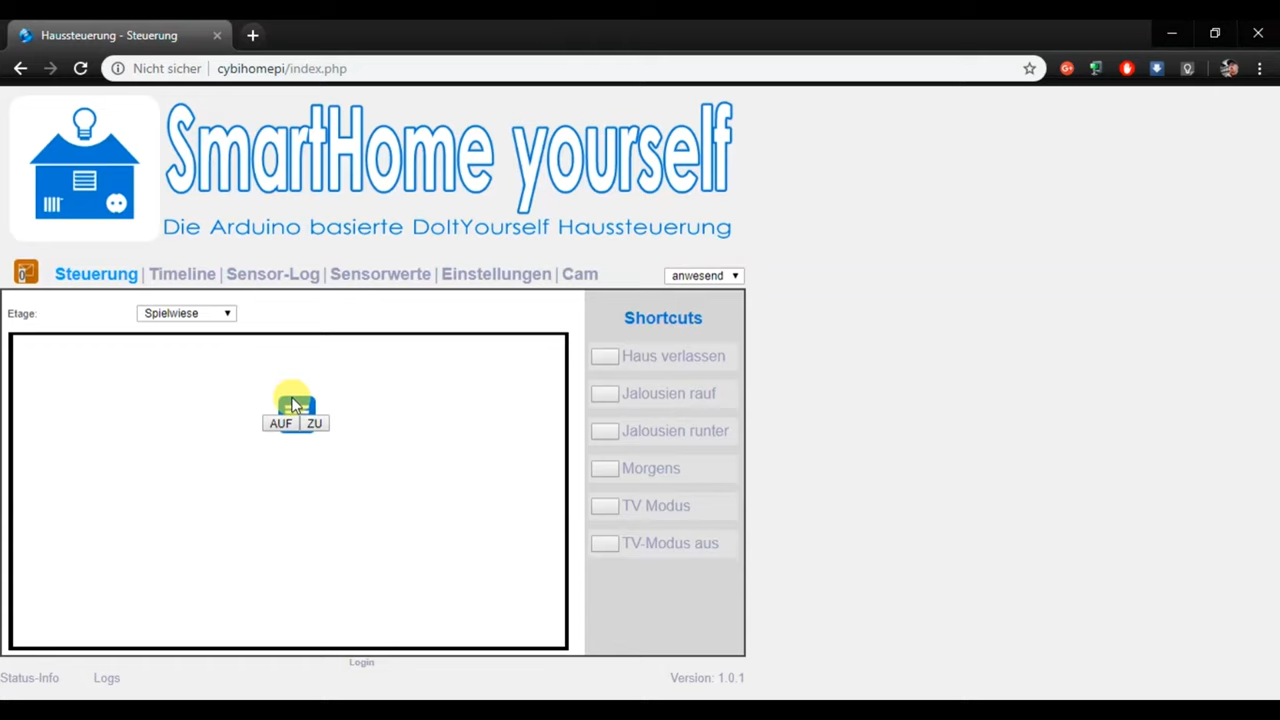 Haussteuerung - Steuerung
Nicht sicher cybihomepi/index.php
SmartHome yourself
Die Arduino basierte DoItYourself Haussteuerung
0 Steuerung | Timeline | Sensor-Log | Sensorwerte | Einstellungen | Cam anwesend
Etage: Spielwiese
Shortcuts
Haus verlassen
Jalousien rauf
AUF ZU
Jalousien runter
Morgens
TV Modus
TV-Modus aus
Login
Status-Info Logs Version: 1.0.1